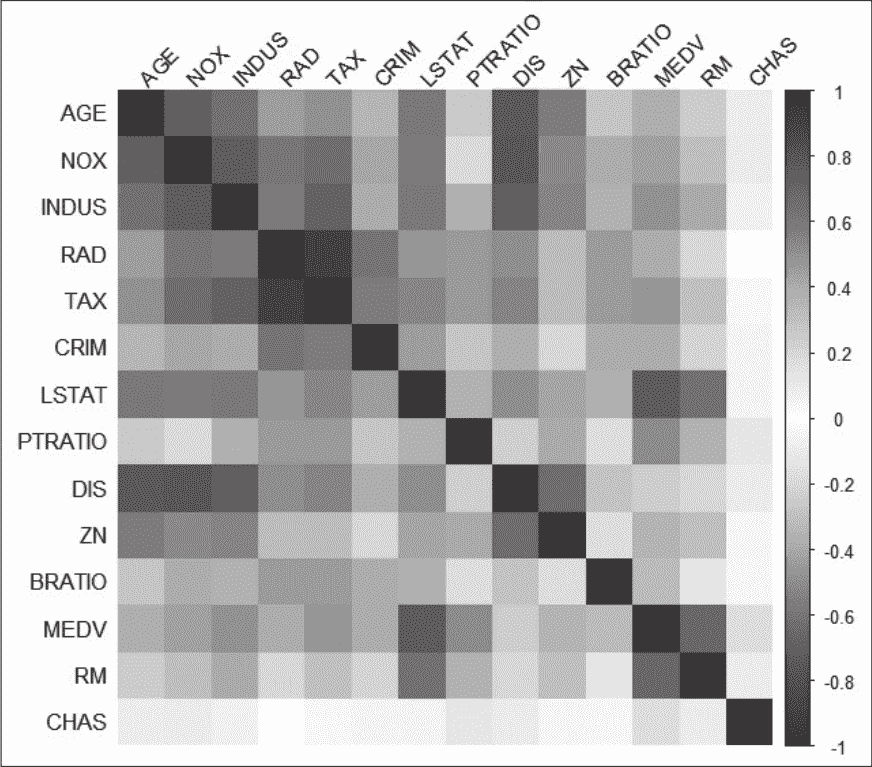 AGE NOX INDUS RAD TAX CRIM LSTAT PTRATIO DIS ZN BRATIO MEDV RM CHAS
AGE
NOX
INDUS
RAD
TAX
CRIM
LSTAT
PTRATIO
DIS
ZN
BRATIO
MEDV
RM
CHAS
1
0.8
0.6
0.4
0.2
0
-0.2
-0.4
-0.6
-0.8
-1